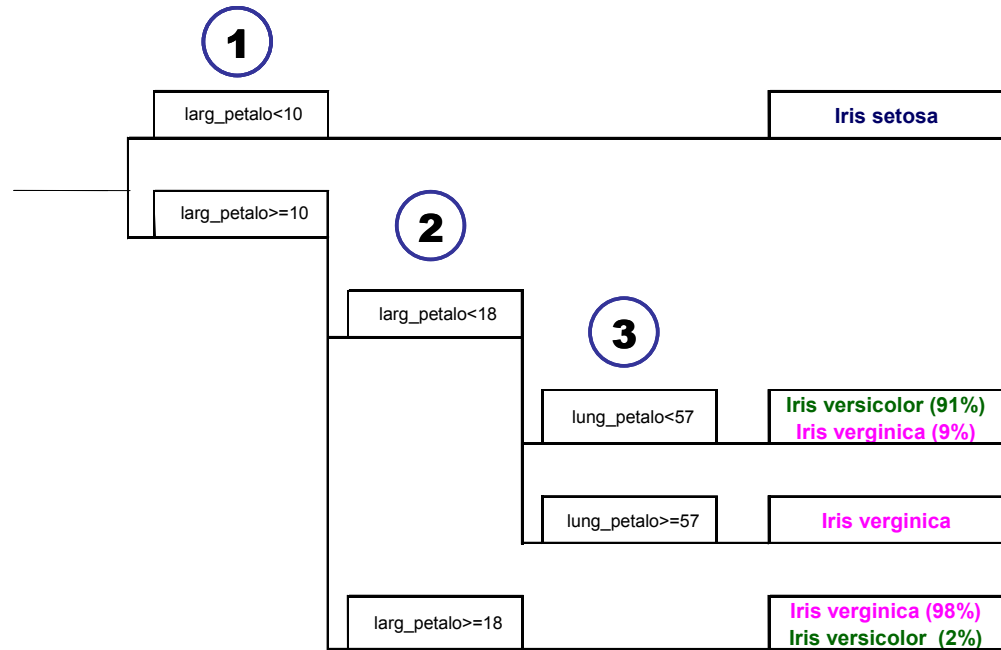 1
larg_petalo<10
Iris setosa
larg_petalo>=10
2
larg_petalo<18
3
lung_petalo<57
Iris versicolor (91%)
Iris verginica (9%)
lung_petalo>=57
Iris verginica
larg_petalo>=18
Iris verginica (98%)
Iris versicolor (2%)